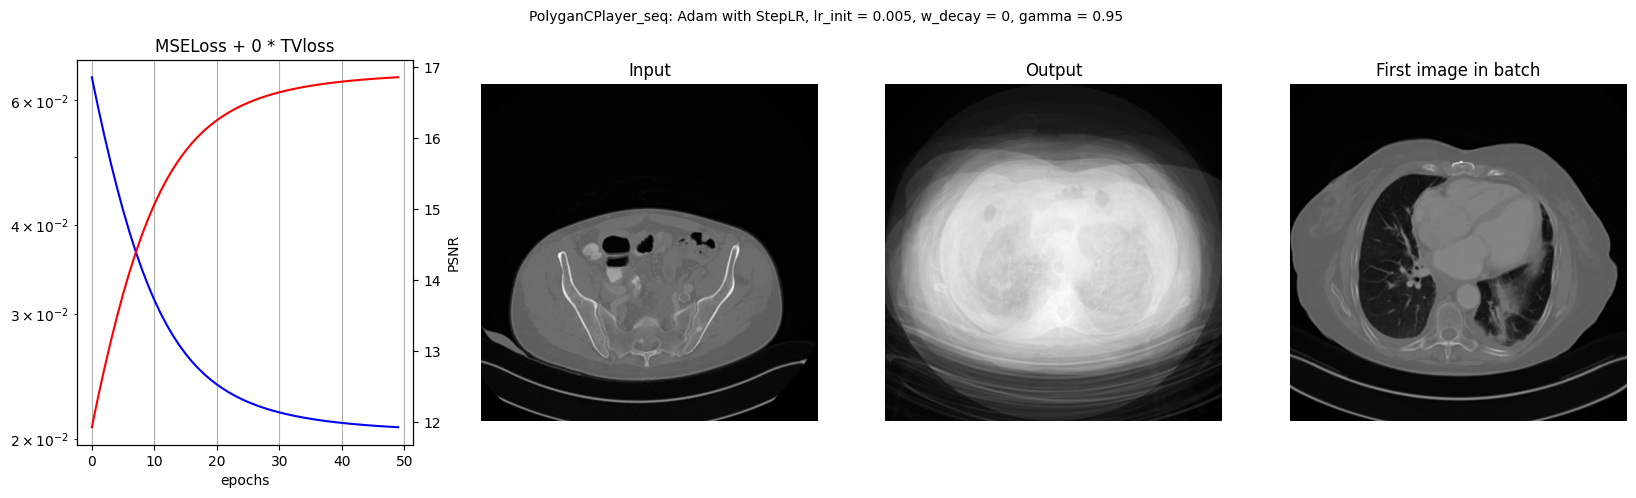 PolyganCPlayer_seq: Adam with StepLR, lr_init = 0.005, w_decay = 0, gamma = 0.95
MSELoss + 0 * TVloss
6 × 10⁻²
4 × 10⁻²
3 × 10⁻²
2 × 10⁻²
0 10 20 30 40 50
epochs
17
16
15
14
13
12
PSNR
Input
Output
First image in batch